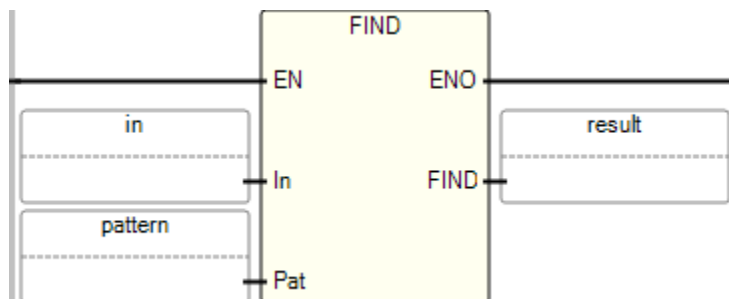 FIND
EN ENO
in result
In FIND
pattern
Pat